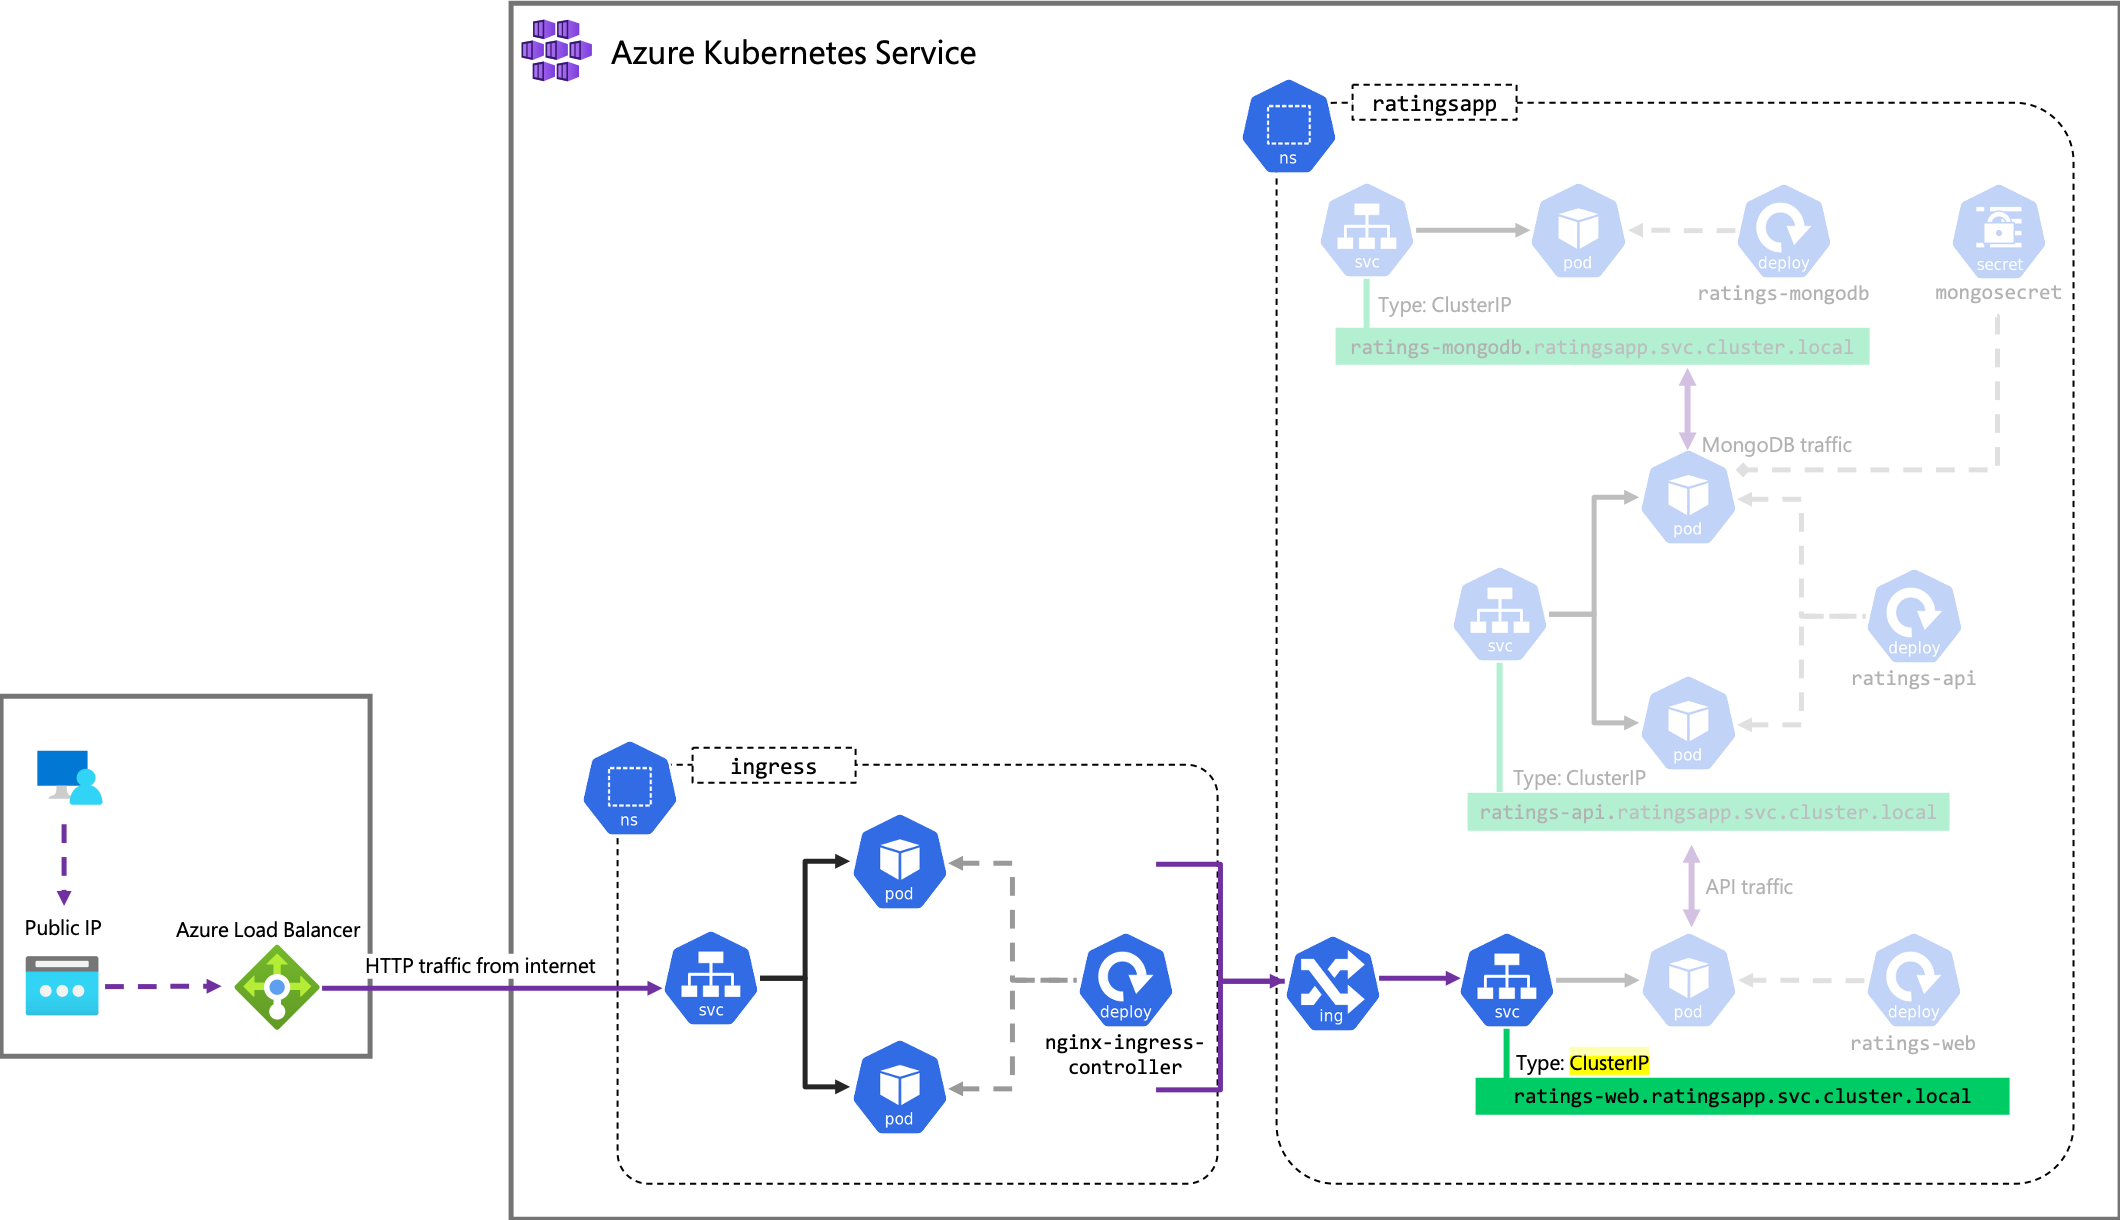 Azure Kubernetes Service
ratingsapp
ns
svc
pod
deploy
secret
ratings-mongodb
mongosecret
Type: ClusterIP
ratings-mongodb.ratingsapp.svc.cluster.local
MongoDB traffic
pod
svc
deploy
ratings-api
pod
Type: ClusterIP
ratings-api.ratingsapp.svc.cluster.local
API traffic
ingress
ns
pod
Public IP
Azure Load Balancer
HTTP traffic from internet
svc
deploy
nginx-ingress-
controller
pod
ing
svc
pod
deploy
ratings-web
Type: ClusterIP
ratings-web.ratingsapp.svc.cluster.local